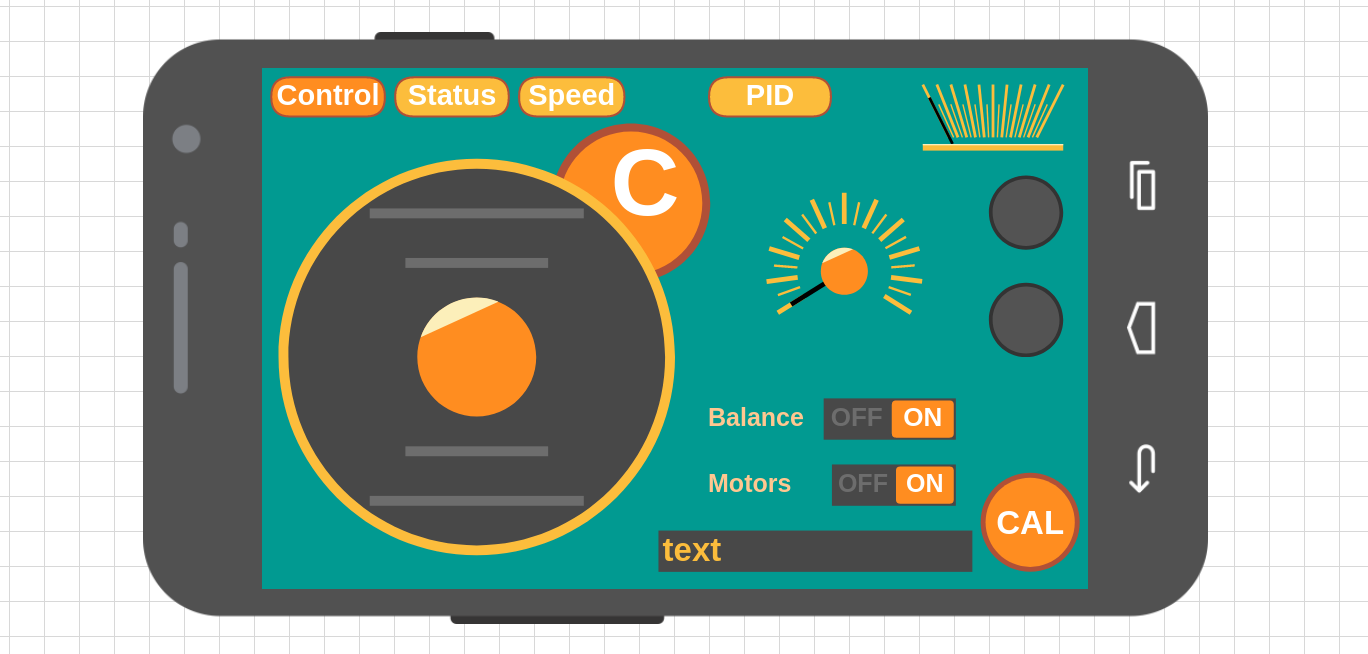 Control Status Speed PID
C
Balance OFF ON
Motors OFF ON
text
CAL